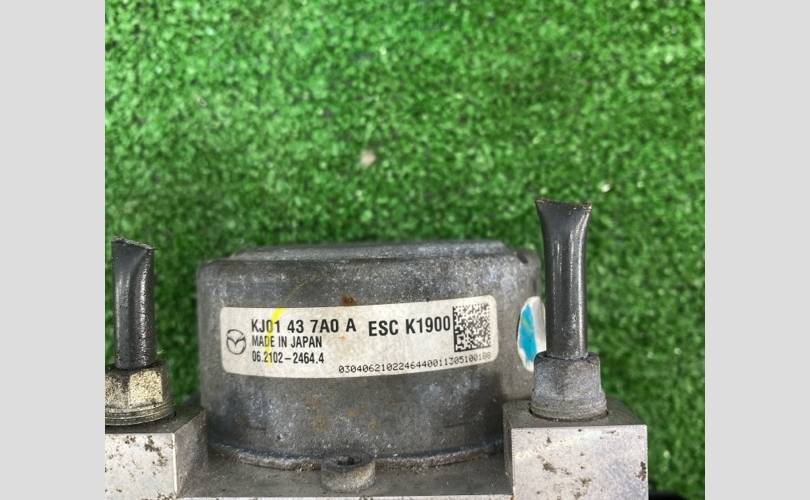 KJ01 43 7A0 A ESC K1900
MADE IN JAPAN
06.2102-2464.4
0304062102246440011305100188